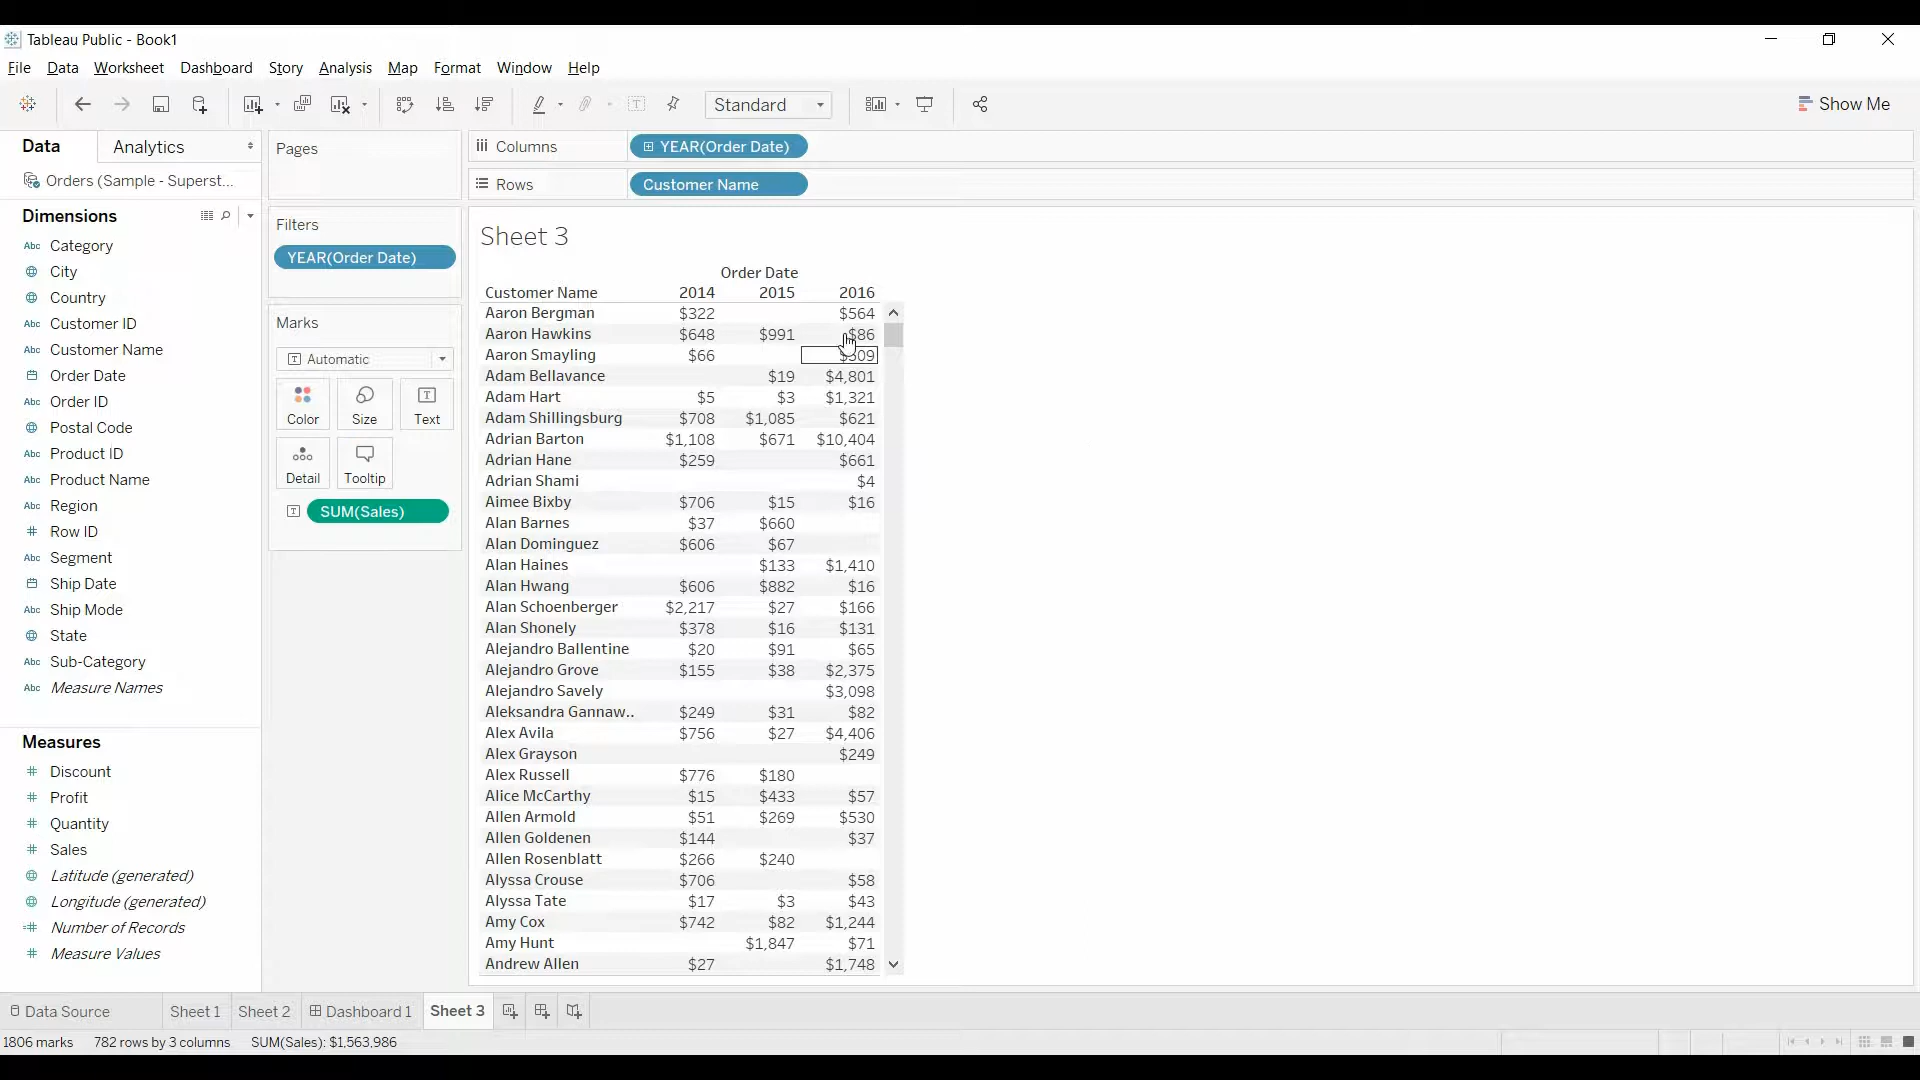 Tableau Public - Book1
File Data Worksheet Dashboard Story Analysis Map Format Window Help
Standard
Show Me
Data
Analytics
Orders (Sample - Superst...
Dimensions
Category
City
Country
Customer ID
Customer Name
Order Date
Order ID
Postal Code
Product ID
Product Name
Region
Row ID
Segment
Ship Date
Ship Mode
State
Sub-Category
Measure Names
Measures
Discount
Profit
Quantity
Sales
Latitude (generated)
Longitude (generated)
Number of Records
Measure Values
Pages
Filters
YEAR(Order Date)
Marks
Automatic
Color Size Text
Detail Tooltip
SUM(Sales)
Columns YEAR(Order Date)
Rows Customer Name
Sheet 3
Order Date
Customer Name 2014 2015 2016
Aaron Bergman $322 $564
Aaron Hawkins $648 $991 $86
Aaron Smayling $66
Adam Bellavance $19 $4,801
Adam Hart $5 $3 $1,321
Adam Shillingsburg $708 $1,085 $621
Adrian Barton $1,108 $671 $10,404
Adrian Hane $259 $661
Adrian Shami $4
Aimee Bixby $706 $15 $16
Alan Barnes $37 $660
Alan Dominguez $606 $67
Alan Haines $133 $1,410
Alan Hwang $606 $882 $16
Alan Schoenberger $2,217 $27 $166
Alan Shonely $378 $16 $131
Alejandro Ballentine $20 $91 $65
Alejandro Grove $155 $38 $2,375
Alejandro Savely $3,098
Aleksandra Gannaw.. $249 $31 $82
Alex Avila $756 $27 $4,406
Alex Grayson $249
Alex Russell $776 $180
Alice McCarthy $15 $433 $57
Allen Armold $51 $269 $530
Allen Goldenen $144 $37
Allen Rosenblatt $266 $240
Alyssa Crouse $706 $58
Alyssa Tate $17 $3 $43
Amy Cox $742 $82 $1,244
Amy Hunt $1,847 $71
Andrew Allen $27 $1,748
Data Source Sheet 1 Sheet 2 Dashboard 1 Sheet 3
1806 marks 782 rows by 3 columns SUM(Sales): $1,563,986